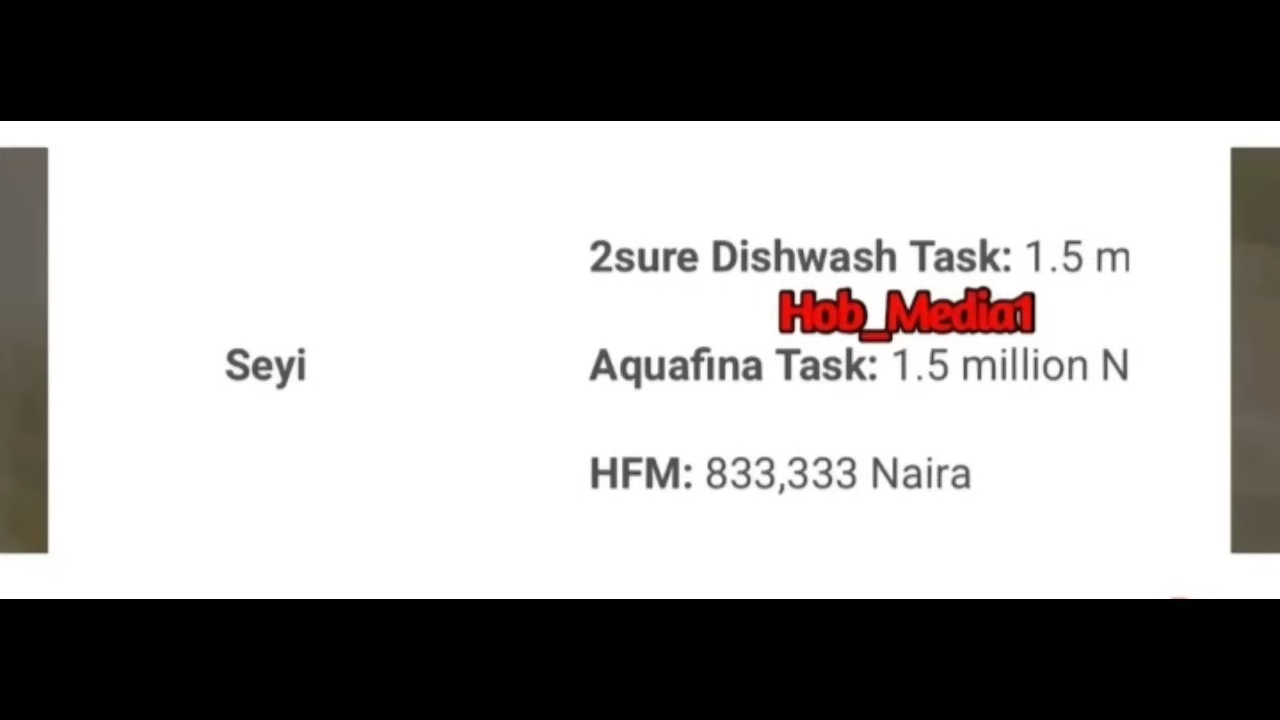 2sure Dishwash Task: 1.5 m
Hob_Media1
Seyi
Aquafina Task: 1.5 million N
HFM: 833,333 Naira